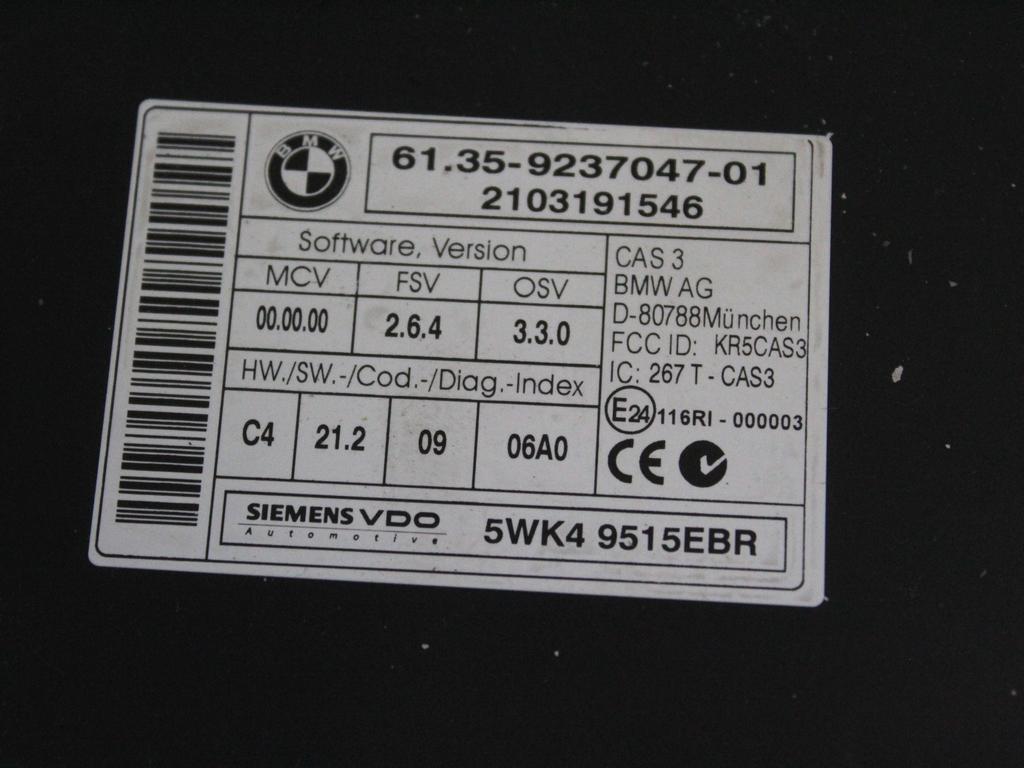 BMW
61.35-9237047-01
2103191546
Software, Version
MCV FSV OSV
00.00.00 2.6.4 3.3.0
HW./SW.-/Cod.-/Diag.-Index
C4 21.2 09 06A0
CAS 3
BMW AG
D-80788München
FCC ID: KR5CAS3
IC: 267 T - CAS3
E24 116RI - 000003
CE
SIEMENS VDO
Automotive
5WK4 9515EBR